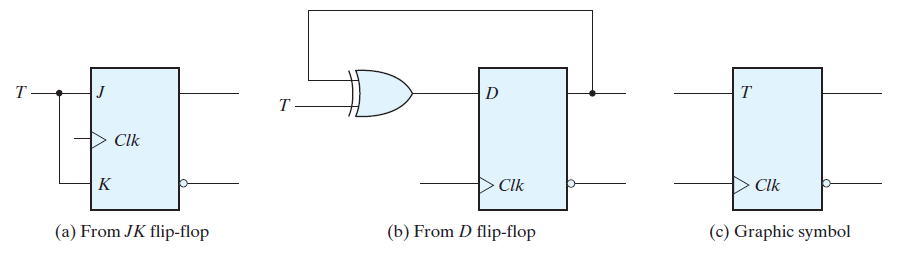 T
J
Clk
K
(a) From JK flip-flop
T
D
Clk
(b) From D flip-flop
T
Clk
(c) Graphic symbol